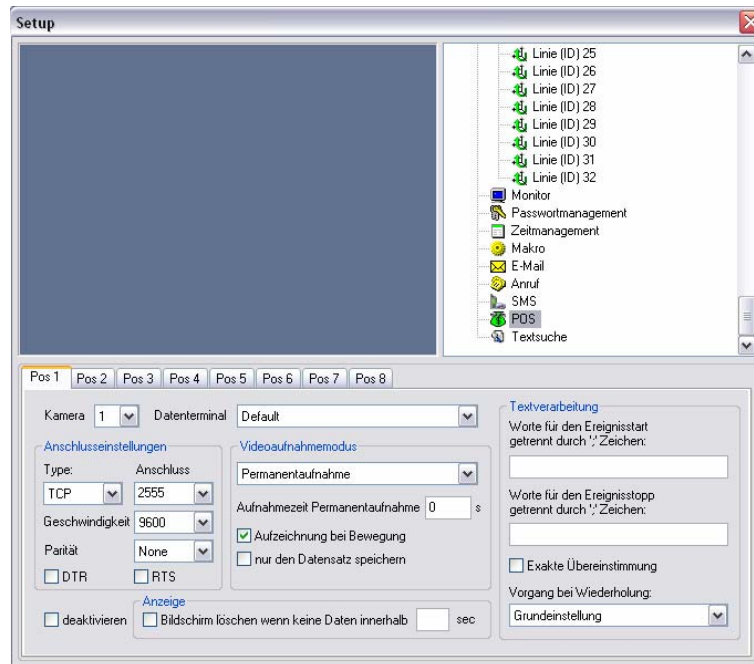 Setup
Linie (ID) 25
Linie (ID) 26
Linie (ID) 27
Linie (ID) 28
Linie (ID) 29
Linie (ID) 30
Linie (ID) 31
Linie (ID) 32
Monitor
Passwortmanagement
Zeitmanagement
Makro
E-Mail
Anruf
SMS
POS
Textsuche
Pos 1 Pos 2 Pos 3 Pos 4 Pos 5 Pos 6 Pos 7 Pos 8
Kamera 1 Datenterminal Default
Anschlusseinstellungen
Type: Anschluss
TCP 2555
Geschwindigkeit 9600
Parität None
DTR RTS
Videoaufnahmemodus
Permanentaufnahme
Aufnahmezeit Permanentaufnahme 0 s
Aufzeichnung bei Bewegung
nur den Datensatz speichern
deaktivieren
Anzeige
Bildschirm löschen wenn keine Daten innerhalb sec
Textverarbeitung
Worte für den Ereignisstart
getrennt durch ';' Zeichen:
Worte für den Ereignisstopp
getrennt durch ';' Zeichen:
Exakte Übereinstimmung
Vorgang bei Wiederholung:
Grundeinstellung